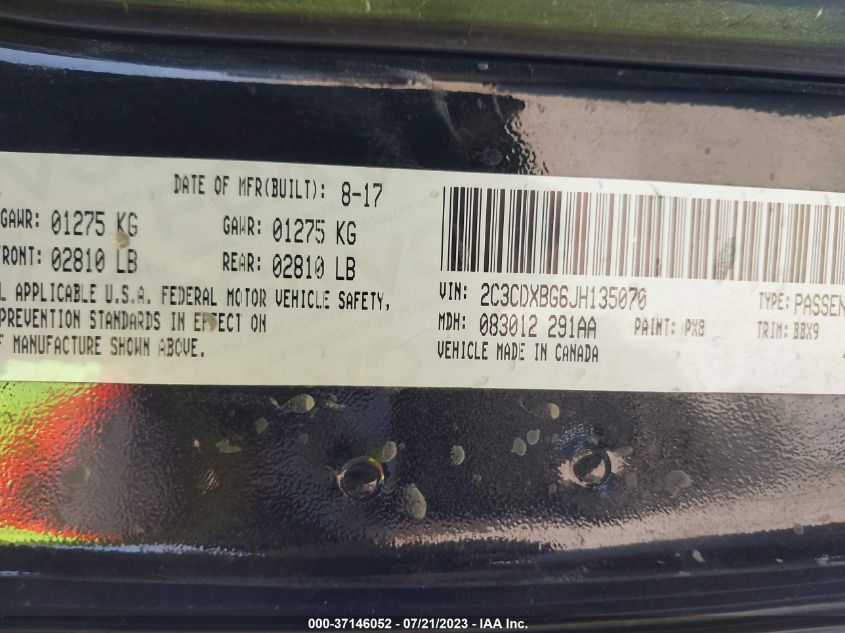 DATE OF MFR(BUILT): 8-17
GAWR: 01275 KG GAWR: 01275 KG
FRONT: 02810 LB REAR: 02810 LB
APPLICABLE U.S.A. FEDERAL MOTOR VEHICLE SAFETY,
PREVENTION STANDARDS IN EFFECT ON
MANUFACTURE SHOWN ABOVE.
VIN: 2C3CDXBG6JH135070 TYPE: PASSEN
MDH: 083012 291AA PAINT: PX8 TRIM: BBX9
VEHICLE MADE IN CANADA
000-37146052 - 07/21/2023 - IAA Inc.